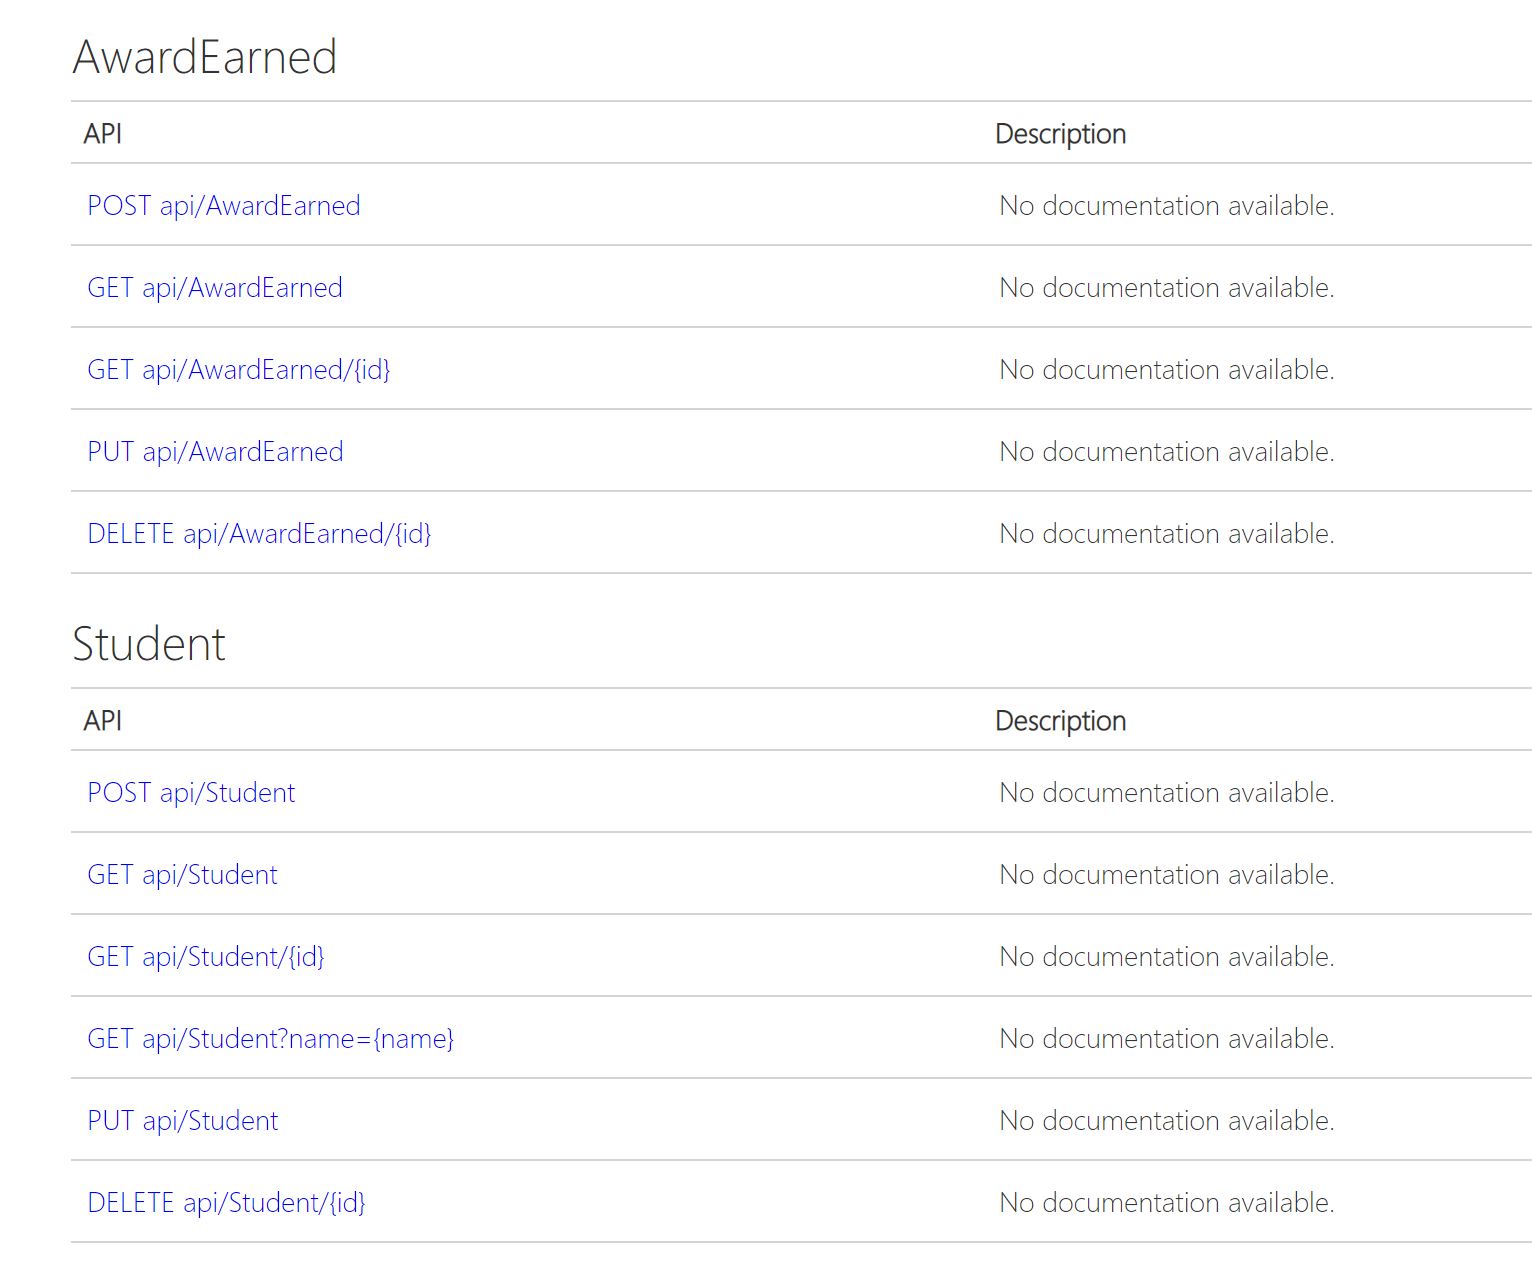 AwardEarned
API Description
POST api/AwardEarned No documentation available.
GET api/AwardEarned No documentation available.
GET api/AwardEarned/{id} No documentation available.
PUT api/AwardEarned No documentation available.
DELETE api/AwardEarned/{id} No documentation available.
Student
API Description
POST api/Student No documentation available.
GET api/Student No documentation available.
GET api/Student/{id} No documentation available.
GET api/Student?name={name} No documentation available.
PUT api/Student No documentation available.
DELETE api/Student/{id} No documentation available.